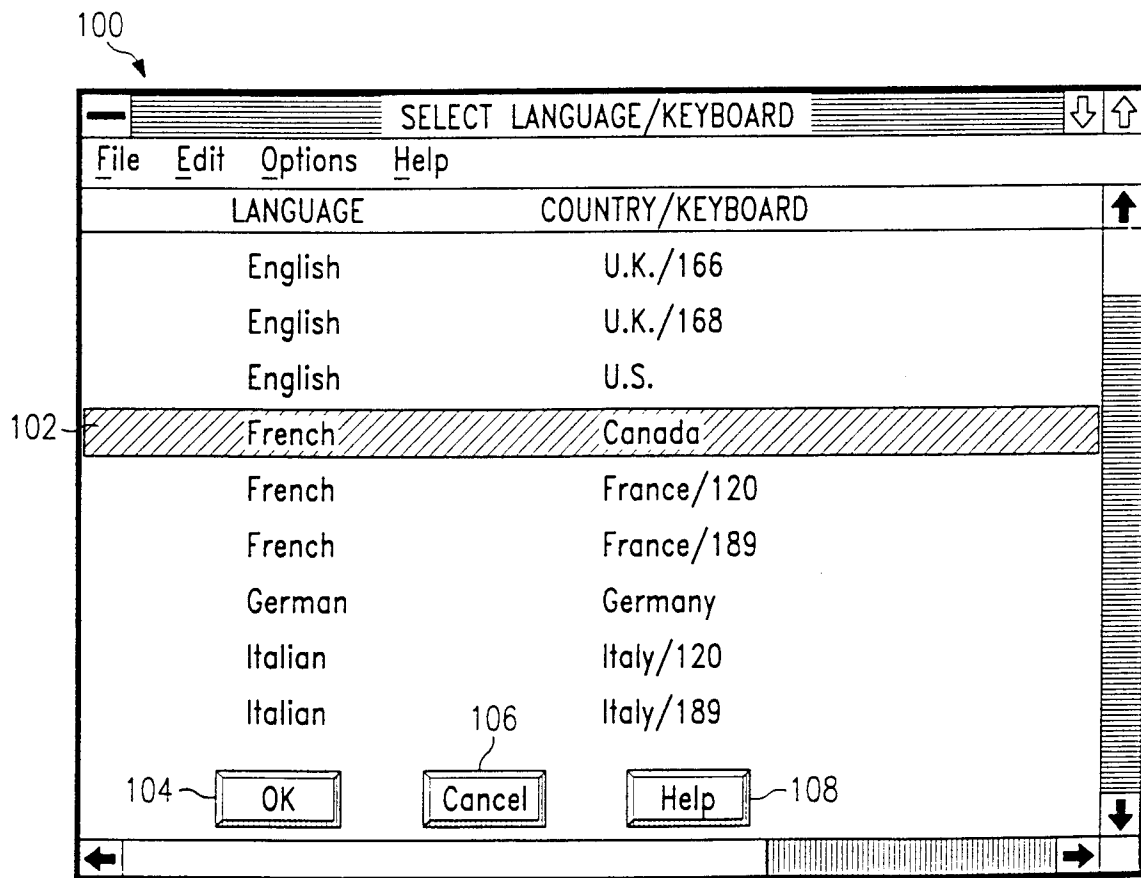 100
SELECT LANGUAGE/KEYBOARD
File Edit Options Help
LANGUAGE COUNTRY/KEYBOARD
English U.K./166
English U.K./168
English U.S.
102 French Canada
French France/120
French France/189
German Germany
Italian Italy/120
Italian Italy/189
106
104 OK Cancel Help 108